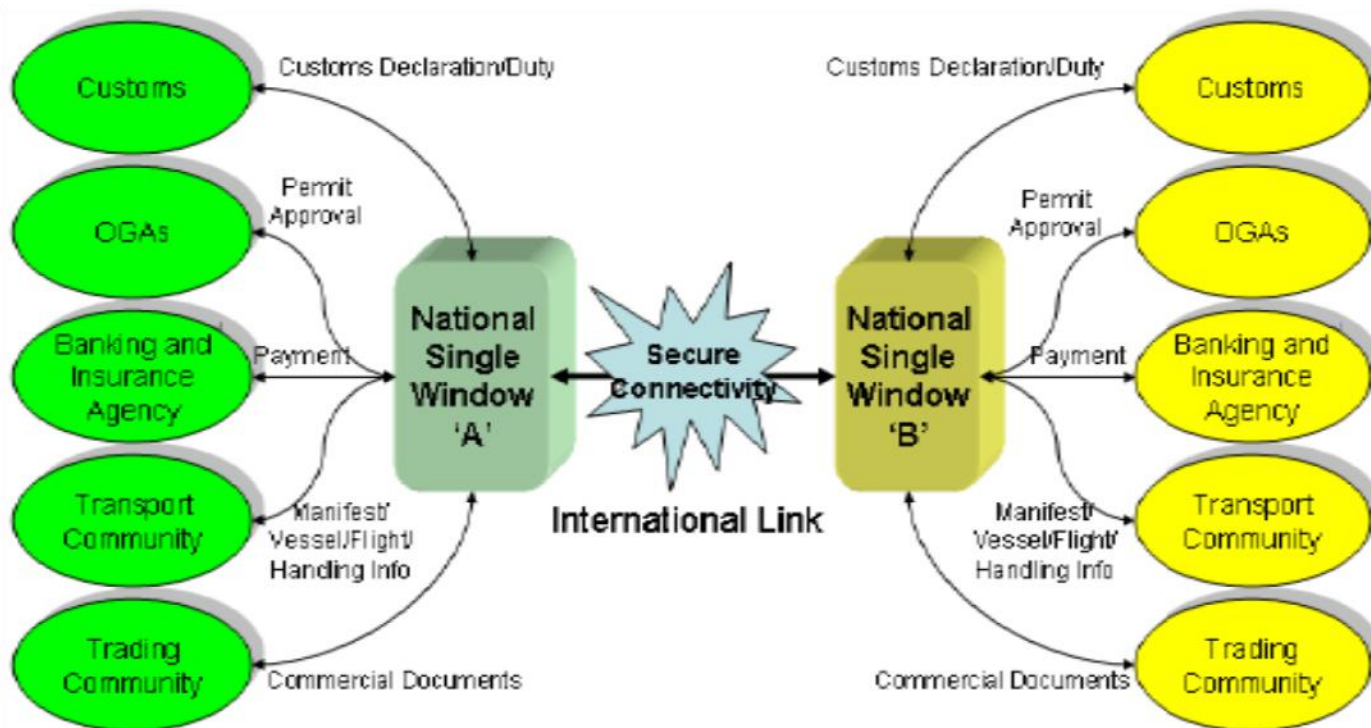 Customs
Customs Declaration/Duty
OGAs
Permit
Approval
Banking and
Insurance
Agency
Payment
Transport
Community
Manifest/
Vessel/Flight/
Handling Info
Trading
Community
Commercial Documents
National
Single
Window
‘A’
Secure
Connectivity
International Link
National
Single
Window
‘B’
Customs Declaration/Duty
Customs
Permit
Approval
OGAs
Payment
Banking and
Insurance
Agency
Manifest/
Vessel/Flight/
Handling Info
Transport
Community
Commercial Documents
Trading
Community